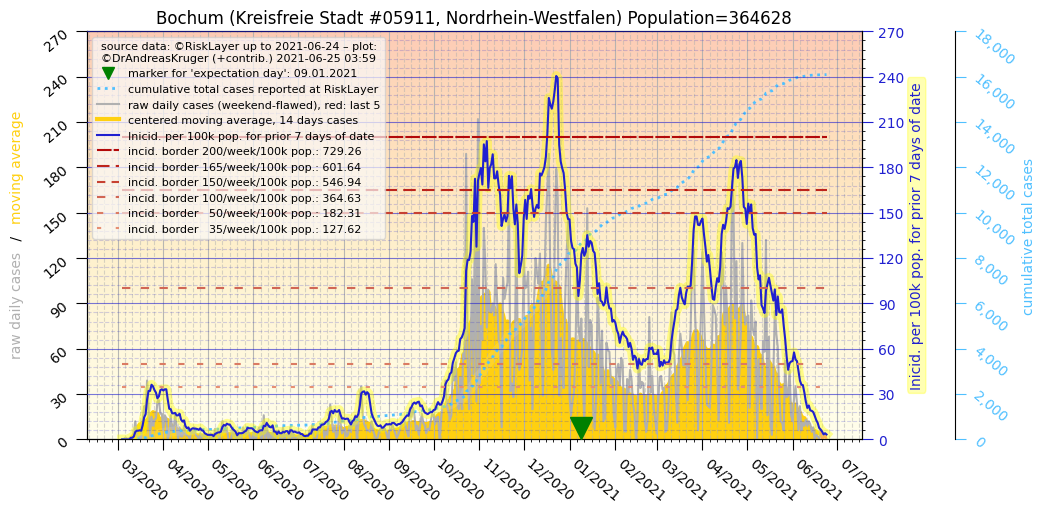 Bochum (Kreisfreie Stadt #05911, Nordrhein-Westfalen) Population=364628
source data: ©RiskLayer up to 2021-06-24 – plot:
©DrAndreasKruger (+contrib.) 2021-06-25 03:59
marker for 'expectation day': 09.01.2021
cumulative total cases reported at RiskLayer
raw daily cases (weekend-flawed), red: last 5
centered moving average, 14 days cases
Inicid. per 100k pop. for prior 7 days of date
incid. border 200/week/100k pop.: 729.26
incid. border 165/week/100k pop.: 601.64
incid. border 150/week/100k pop.: 546.94
incid. border 100/week/100k pop.: 364.63
incid. border   50/week/100k pop.: 182.31
incid. border   35/week/100k pop.: 127.62
raw daily cases   /   moving average
270
240
210
180
150
120
90
60
30
0
03/2020
04/2020
05/2020
06/2020
07/2020
08/2020
09/2020
10/2020
11/2020
12/2020
01/2021
02/2021
03/2021
04/2021
05/2021
06/2021
07/2021
270
240
210
180
150
120
90
60
30
0
Inicid. per 100k pop. for prior 7 days of date
18,000
16,000
14,000
12,000
10,000
8,000
6,000
4,000
2,000
0
cumulative total cases